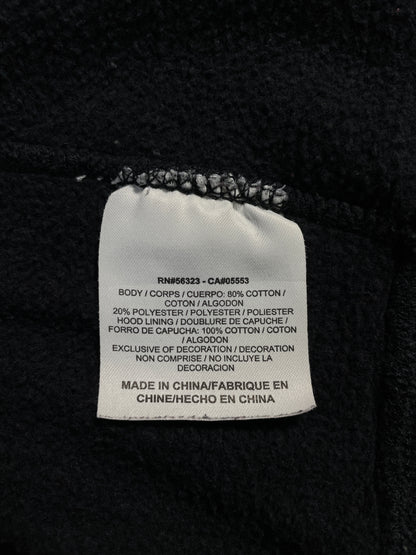 RN#56323 - CA#05553
BODY / CORPS / CUERPO: 80% COTTON /
COTON / ALGODON
20% POLYESTER / POLYESTER / POLIESTER
HOOD LINING / DOUBLURE DE CAPUCHE /
FORRO DE CAPUCHA: 100% COTTON / COTON
/ ALGODON
EXCLUSIVE OF DECORATION / DECORATION
NON COMPRISE / NO INCLUYE LA
DECORACION
MADE IN CHINA/FABRIQUE EN
CHINE/HECHO EN CHINA